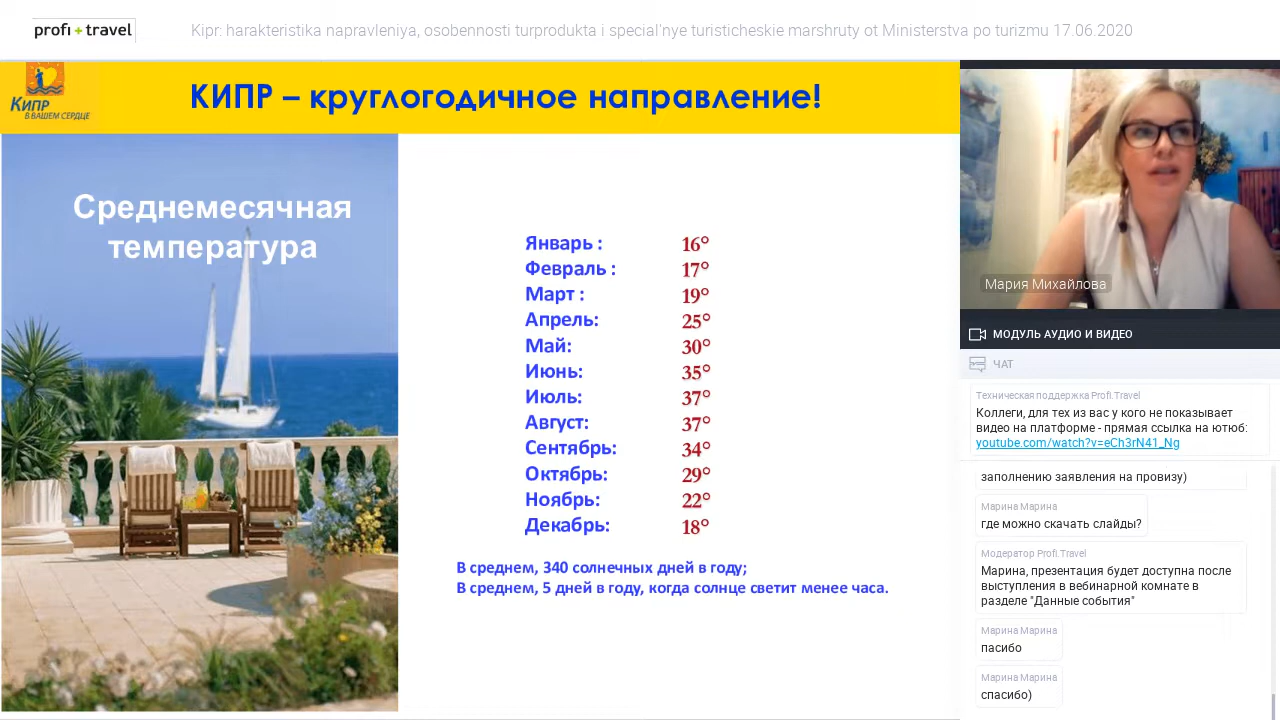 profi + travel
Kipr: harakteristika napravleniya, osobennosti turprodukta i special'nye turisticheskie marshruty ot Ministerstva po turizmu 17.06.2020
КИПР
В ВАШЕМ СЕРДЦЕ
КИПР – круглогодичное направление!
Среднемесячная
температура
Январь : 16°
Февраль : 17°
Март : 19°
Апрель: 25°
Май: 30°
Июнь: 35°
Июль: 37°
Август: 37°
Сентябрь: 34°
Октябрь: 29°
Ноябрь: 22°
Декабрь: 18°
В среднем, 340 солнечных дней в году;
В среднем, 5 дней в году, когда солнце светит менее часа.
Мария Михайлова
МОДУЛЬ АУДИО И ВИДЕО
ЧАТ
Техническая поддержка Profi.Travel
Коллеги, для тех из вас у кого не показывает
видео на платформе - прямая ссылка на ютюб:
youtube.com/watch?v=eCh3rN41_Ng
заполнению заявления на провизу)
Марина Марина
где можно скачать слайды?
Модератор Profi.Travel
Марина, презентация будет доступна после
выступления в вебинарной комнате в
разделе "Данные события"
Марина Марина
пасибо
Марина Марина
спасибо)